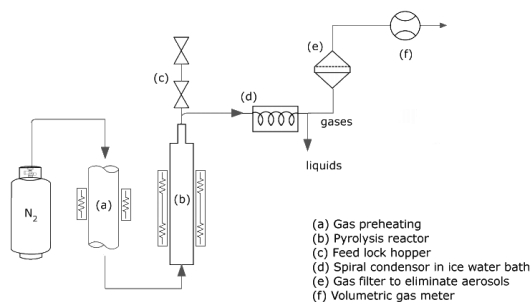 (e)
(f)
(c)
(d)
gases
liquids
N2
(a)
(b)
(a) Gas preheating
(b) Pyrolysis reactor
(c) Feed lock hopper
(d) Spiral condensor in ice water bath
(e) Gas filter to eliminate aerosols
(f) Volumetric gas meter